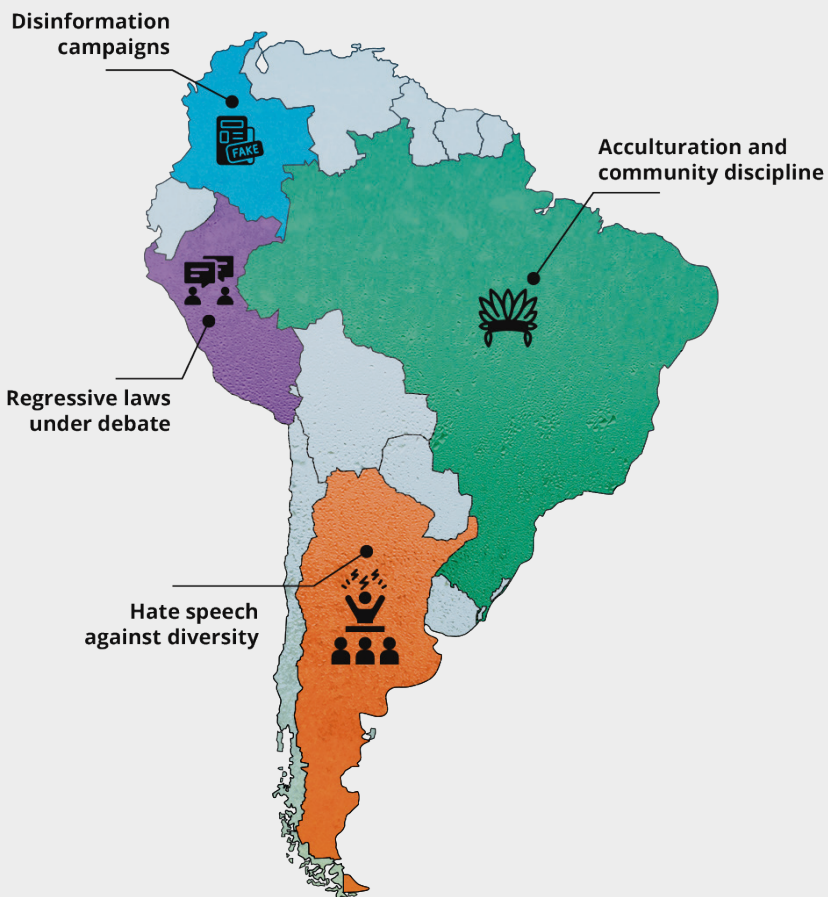 Disinformation
campaigns
FAKE
Acculturation and
community discipline
Regressive laws
under debate
Hate speech
against diversity